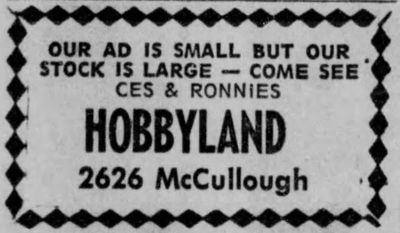 OUR AD IS SMALL BUT OUR
STOCK IS LARGE — COME SEE
CES & RONNIES
HOBBYLAND
2626 McCullough